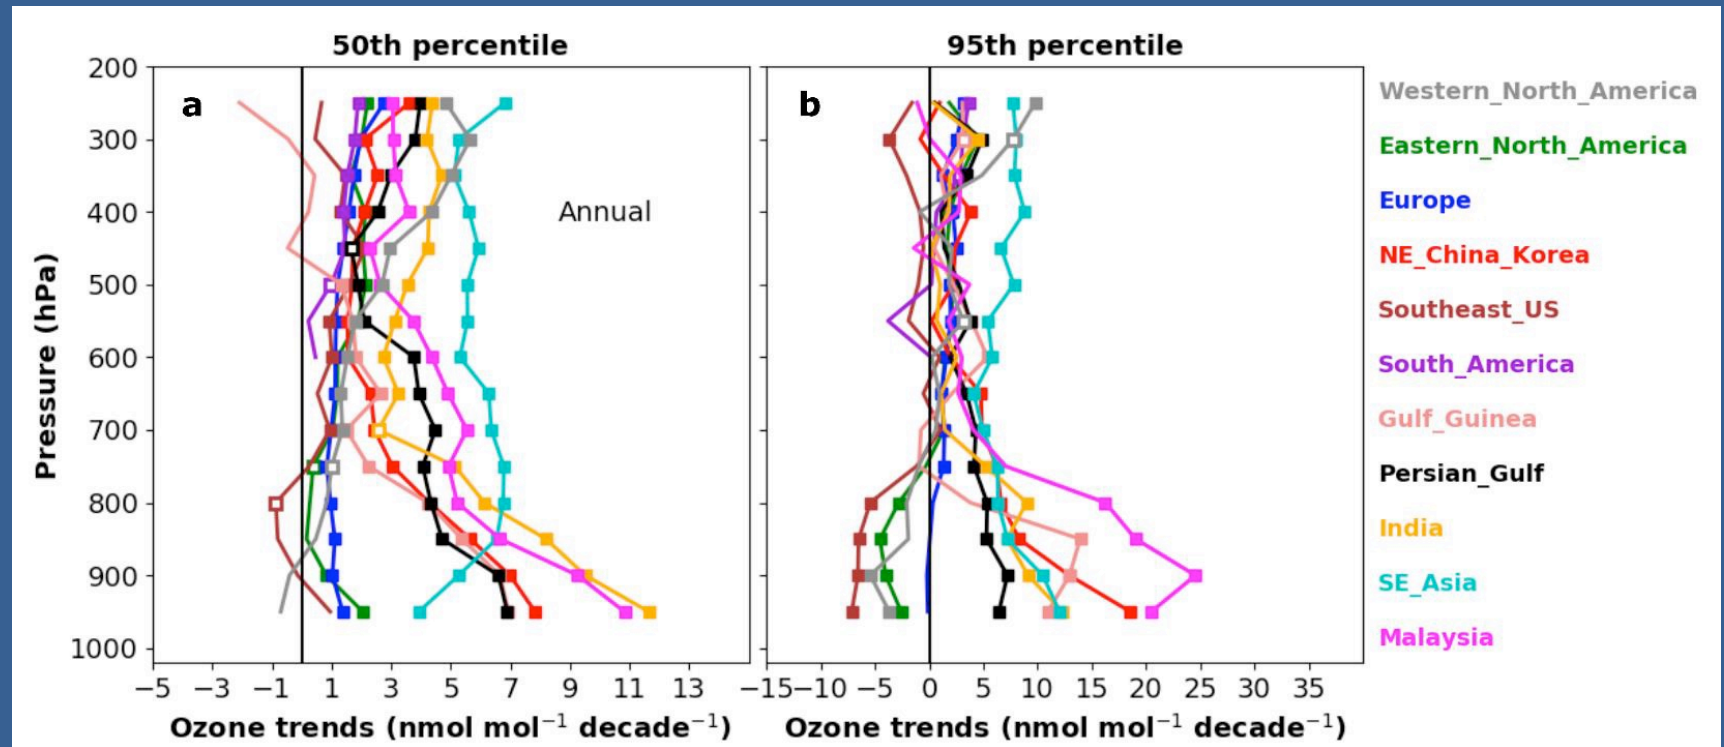 50th percentile
95th percentile
a
b
Annual
Pressure (hPa)
200
300
400
500
600
700
800
900
1000
−5 −3 −1 1 3 5 7 9 11 13
−15 −10 −5 0 5 10 15 20 25 30 35
Ozone trends (nmol mol⁻¹ decade⁻¹)
Ozone trends (nmol mol⁻¹ decade⁻¹)
Western_North_America
Eastern_North_America
Europe
NE_China_Korea
Southeast_US
South_America
Gulf_Guinea
Persian_Gulf
India
SE_Asia
Malaysia